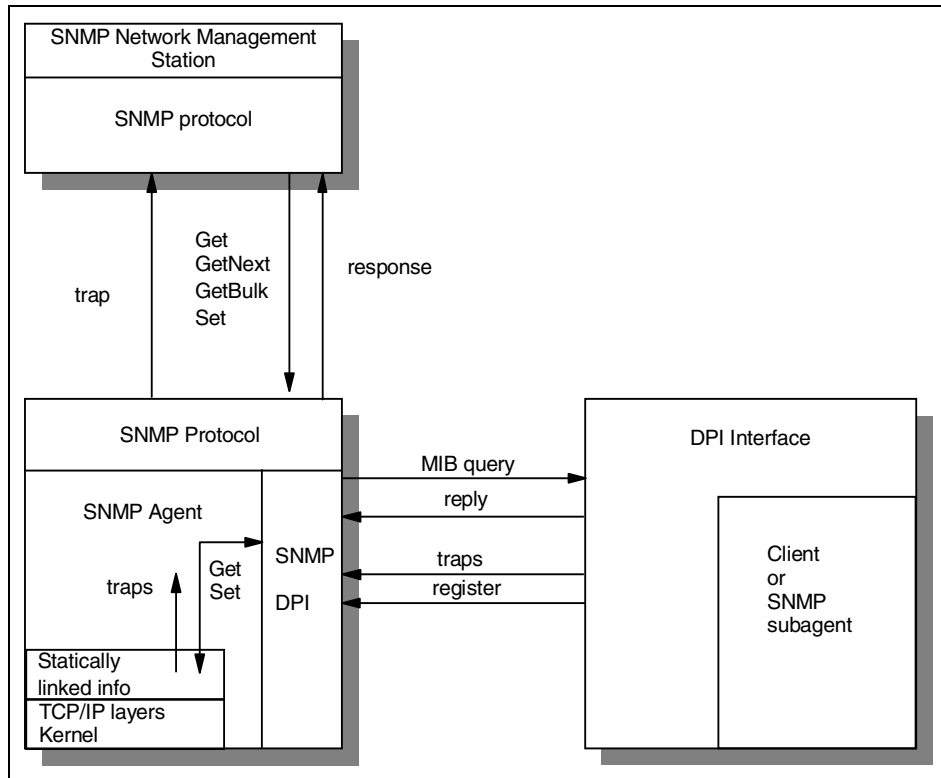 SNMP Network Management
Station
SNMP protocol
trap
Get
GetNext
GetBulk
Set
response
SNMP Protocol
SNMP Agent
traps
Get
Set
SNMP
DPI
Statically
linked info
TCP/IP layers
Kernel
MIB query
reply
traps
register
DPI Interface
Client
or
SNMP
subagent